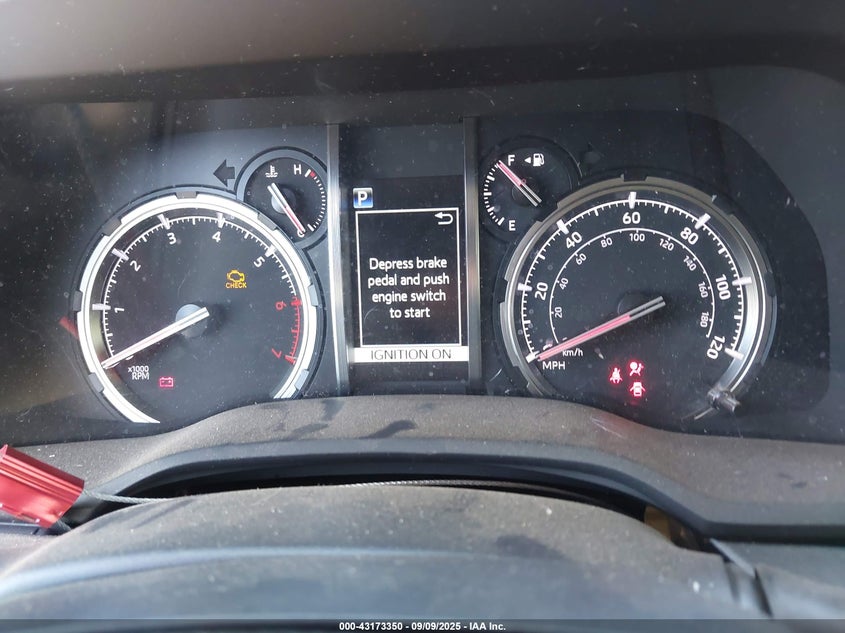 1
2
3
4
5
6
7
CHECK
x1000
RPM
H
C
P
Depress brake
pedal and push
engine switch
to start
IGNITION ON
F
E
20
40
60
80
100
120
20
40
60
80
100
120
140
160
180
km/h
MPH
000-43173350 - 09/09/2025 - IAA Inc.